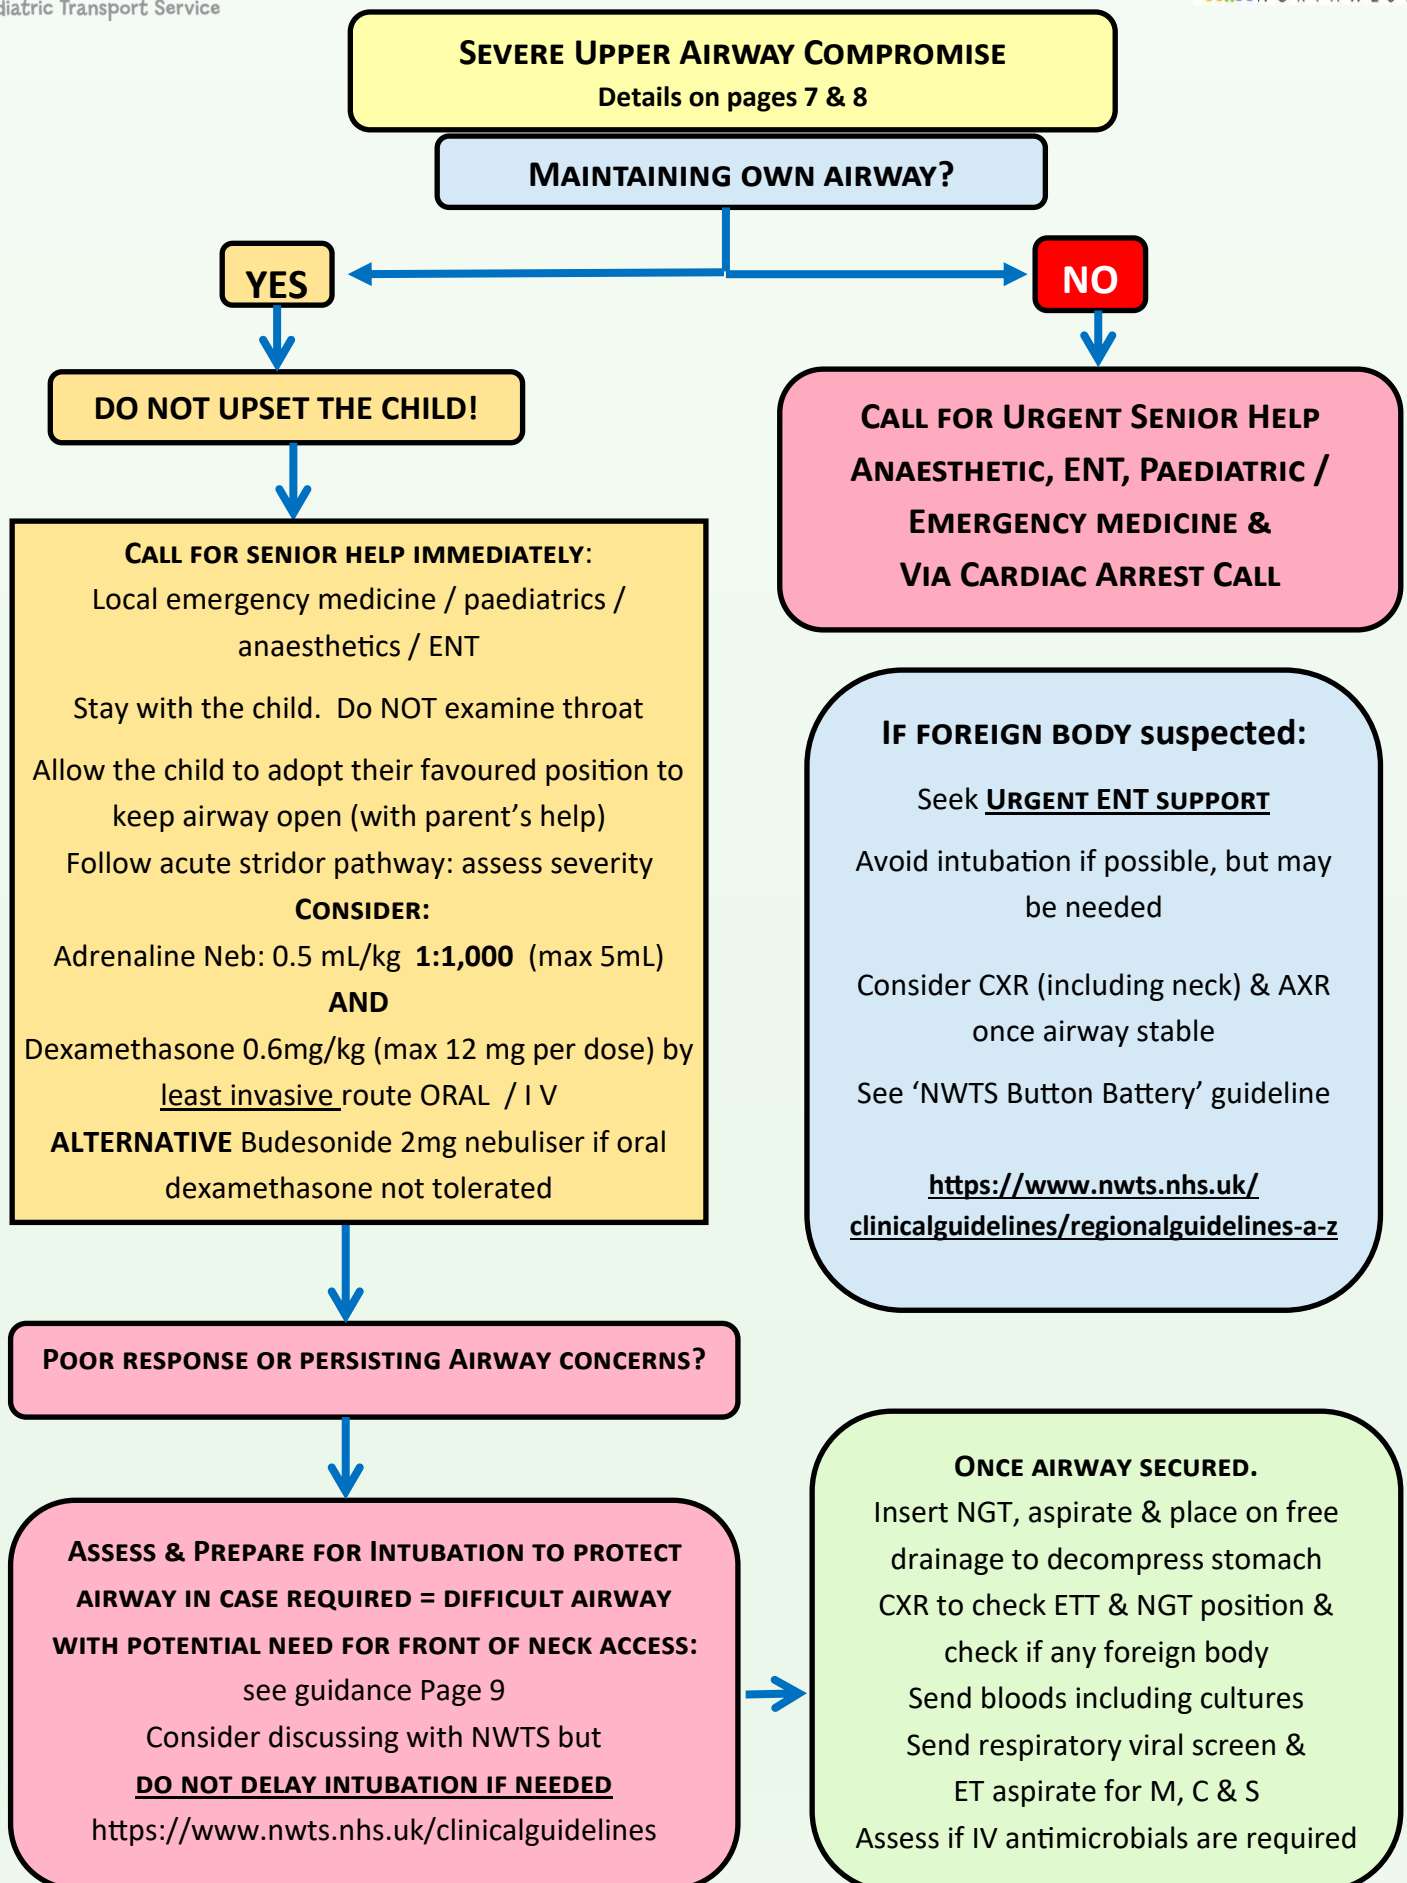 diatric Transport Service
SEVERE UPPER AIRWAY COMPROMISE
Details on pages 7 & 8
MAINTAINING OWN AIRWAY?
YES
NO
DO NOT UPSET THE CHILD!
CALL FOR SENIOR HELP IMMEDIATELY:
Local emergency medicine / paediatrics /
anaesthetics / ENT
Stay with the child. Do NOT examine throat
Allow the child to adopt their favoured position to
keep airway open (with parent's help)
Follow acute stridor pathway: assess severity
CONSIDER:
Adrenaline Neb: 0.5 mL/kg 1:1,000 (max 5mL)
AND
Dexamethasone 0.6mg/kg (max 12 mg per dose) by
least invasive route ORAL / I V
ALTERNATIVE Budesonide 2mg nebuliser if oral
dexamethasone not tolerated
POOR RESPONSE OR PERSISTING AIRWAY CONCERNS?
ASSESS & PREPARE FOR INTUBATION TO PROTECT
AIRWAY IN CASE REQUIRED = DIFFICULT AIRWAY
WITH POTENTIAL NEED FOR FRONT OF NECK ACCESS:
see guidance Page 9
Consider discussing with NWTS but
DO NOT DELAY INTUBATION IF NEEDED
https://www.nwts.nhs.uk/clinicalguidelines
CALL FOR URGENT SENIOR HELP
ANAESTHETIC, ENT, PAEDIATRIC /
EMERGENCY MEDICINE &
VIA CARDIAC ARREST CALL
IF FOREIGN BODY suspected:
Seek URGENT ENT SUPPORT
Avoid intubation if possible, but may
be needed
Consider CXR (including neck) & AXR
once airway stable
See 'NWTS Button Battery' guideline
https://www.nwts.nhs.uk/
clinicalguidelines/regionalguidelines-a-z
ONCE AIRWAY SECURED.
Insert NGT, aspirate & place on free
drainage to decompress stomach
CXR to check ETT & NGT position &
check if any foreign body
Send bloods including cultures
Send respiratory viral screen &
ET aspirate for M, C & S
Assess if IV antimicrobials are required